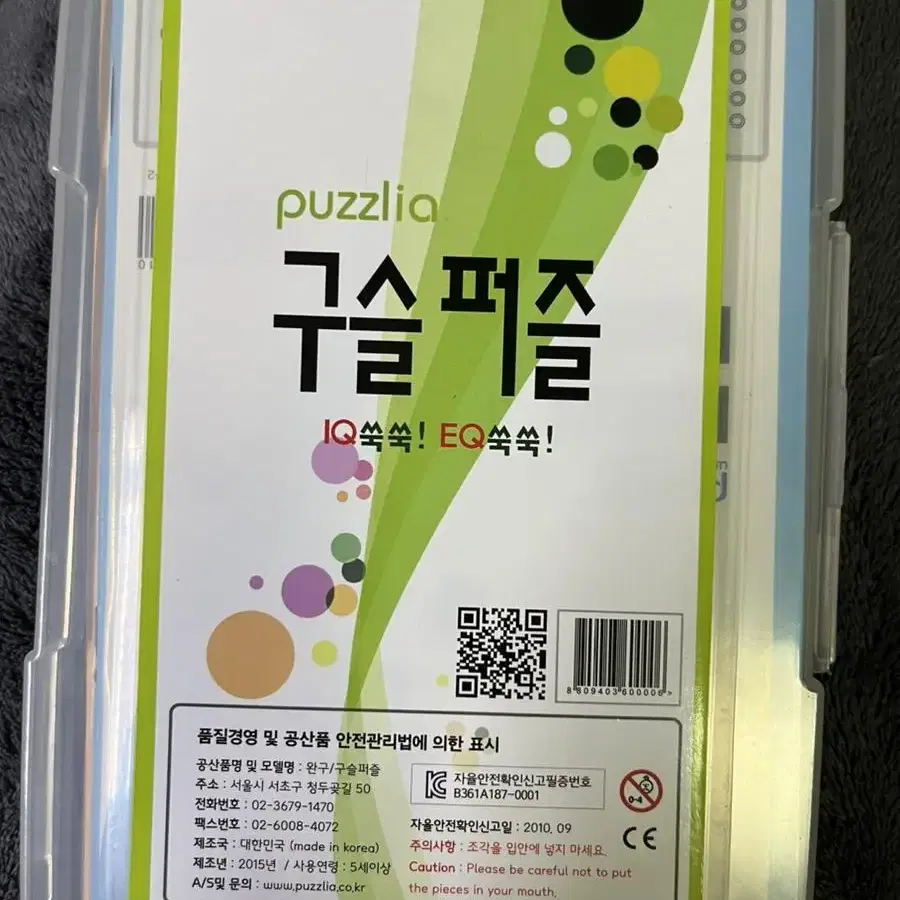 puzzlia
구슬퍼즐
IQ쑥쑥! EQ쑥쑥!
8809403600006>
품질경영 및 공산품 안전관리법에 의한 표시
공산품명 및 모델명 : 완구/구슬퍼즐
주소 : 서울시 서초구 청두곶길 50
전화번호 : 02-3679-1470
팩스번호 : 02-6008-4072
제조국 : 대한민국 (made in korea)
제조년 : 2015년 / 사용연령 : 5세이상
A/S및 문의 : www.puzzlia.co.kr
자율안전확인신고필증번호
B361A187-0001
0-4
자율안전확인신고일 : 2010. 09
CE
주의사항 : 조각을 입안에 넣지 마세요.
Caution : Please be careful not to put
the pieces in your mouth.